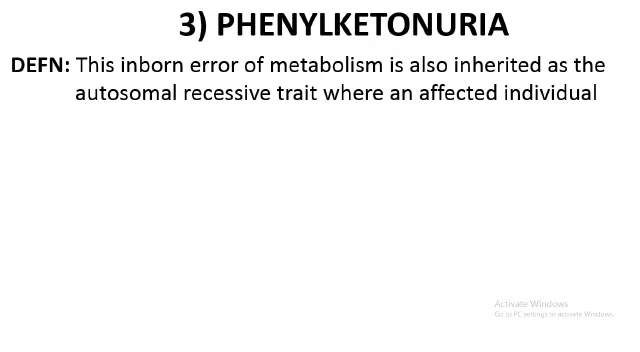 3) PHENYLKETONURIA
DEFN: This inborn error of metabolism is also inherited as the
autosomal recessive trait where an affected individual
Activate Windows
Go to PC settings to activate Windows.